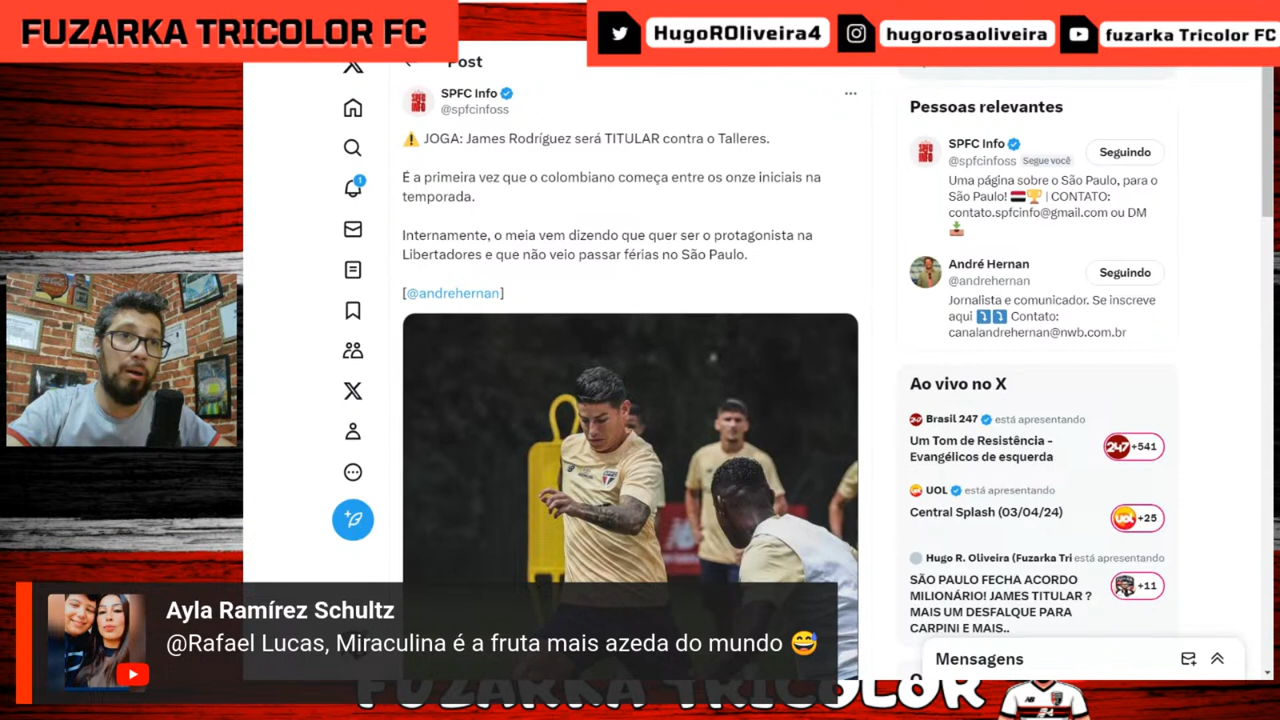 FUZARKA TRICOLOR FC
HugoROliveira4
hugorosaoliveira
fuzarka Tricolor FC
Post
SPFC Info
@spfcinfoss
⚠️ JOGA: James Rodríguez será TITULAR contra o Talleres.
É a primeira vez que o colombiano começa entre os onze iniciais na
temporada.
Internamente, o meia vem dizendo que quer ser o protagonista na
Libertadores e que não veio passar férias no São Paulo.
[@andrehernan]
Pessoas relevantes
SPFC Info
@spfcinfoss Segue você
Seguindo
Uma página sobre o São Paulo, para o
São Paulo! 🇾🇪🏆 | CONTATO:
contato.spfcinfo@gmail.com ou DM
📥
André Hernan
@andrehernan
Seguindo
Jornalista e comunicador. Se inscreve
aqui ⤵️⤵️ Contato:
canalandrehernan@nwb.com.br
Ao vivo no X
Brasil 247 está apresentando
Um Tom de Resistência -
Evangélicos de esquerda
247 +541
UOL está apresentando
Central Splash (03/04/24)
UOL +25
Hugo R. Oliveira (Fuzarka Tri está apresentando
SÃO PAULO FECHA ACORDO
MILIONÁRIO! JAMES TITULAR ?
MAIS UM DESFALQUE PARA
CARPINI E MAIS..
+11
Mensagens
Ayla Ramírez Schultz
@Rafael Lucas, Miraculina é a fruta mais azeda do mundo 😅
FUZARKA TRICOLOR